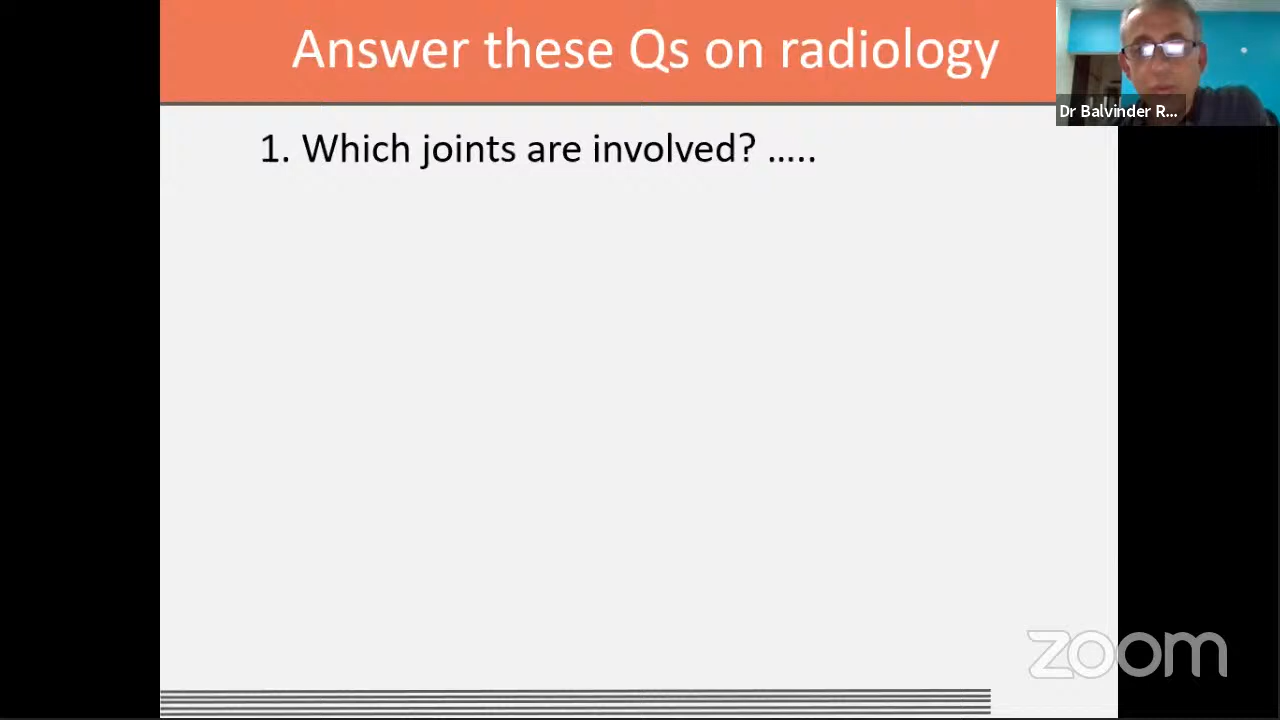 Answer these Qs on radiology
Dr Balvinder R...
1. Which joints are involved? .....
zoom